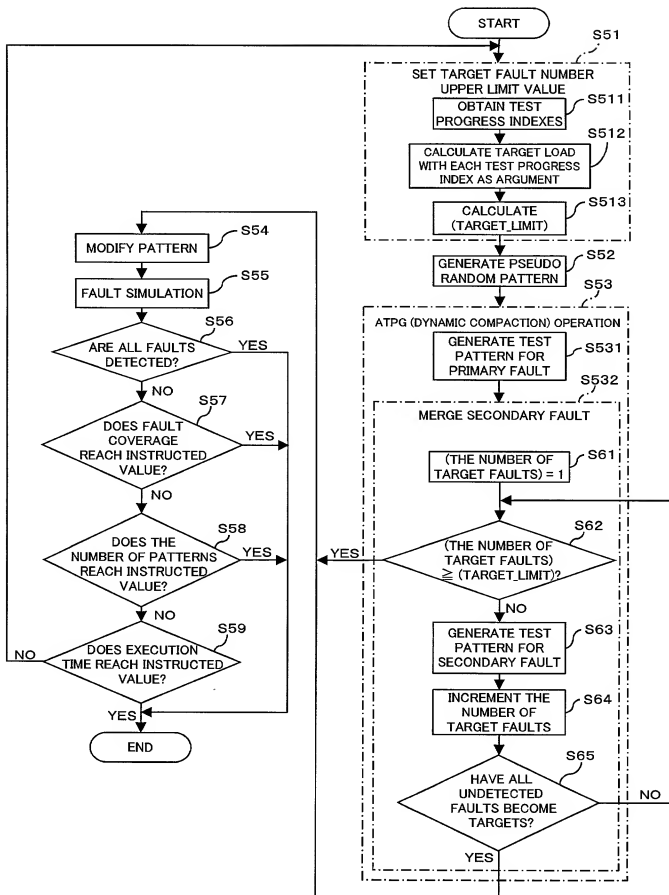 START
S51
SET TARGET FAULT NUMBER
UPPER LIMIT VALUE
S511
OBTAIN TEST
PROGRESS INDEXES
S512
CALCULATE TARGET LOAD
WITH EACH TEST PROGRESS
INDEX AS ARGUMENT
S513
CALCULATE
(TARGET_LIMIT)
S52
GENERATE PSEUDO
RANDOM PATTERN
S53
ATPG (DYNAMIC COMPACTION) OPERATION
S531
GENERATE TEST
PATTERN FOR
PRIMARY FAULT
S532
MERGE SECONDARY FAULT
S61
(THE NUMBER OF
TARGET FAULTS) = 1
S62
(THE NUMBER OF
TARGET FAULTS)
≧ (TARGET_LIMIT)?
YES
NO
S63
GENERATE TEST
PATTERN FOR
SECONDARY FAULT
S64
INCREMENT THE
NUMBER OF
TARGET FAULTS
S65
HAVE ALL
UNDETECTED
FAULTS BECOME
TARGETS?
NO
YES
S54
MODIFY PATTERN
S55
FAULT SIMULATION
S56
ARE ALL FAULTS
DETECTED?
YES
NO
S57
DOES FAULT
COVERAGE
REACH INSTRUCTED
VALUE?
YES
NO
S58
DOES THE
NUMBER OF PATTERNS
REACH INSTRUCTED
VALUE?
YES
NO
S59
DOES EXECUTION
TIME REACH INSTRUCTED
VALUE?
NO
YES
END